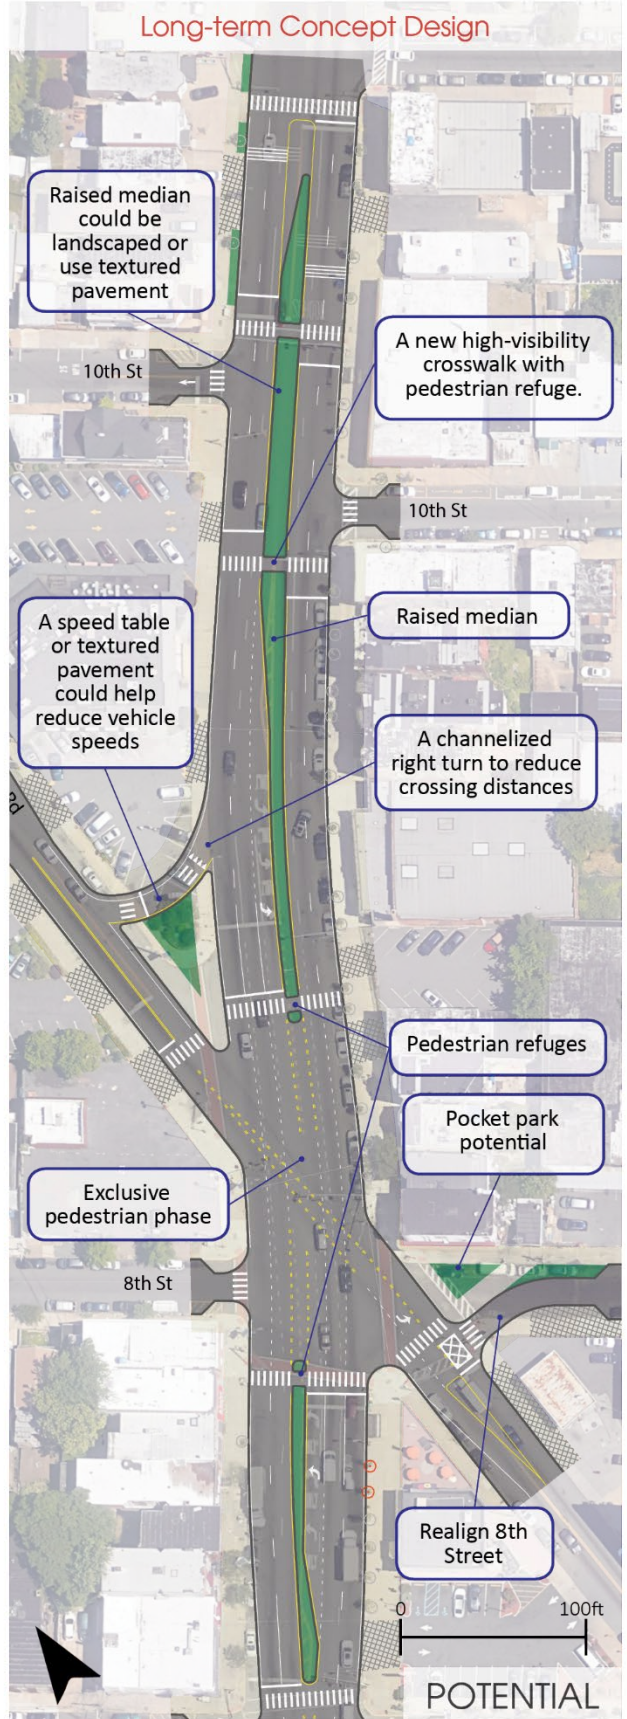 Long-term Concept Design
Raised median
could be
landscaped or
use textured
pavement
A new high-visibility
crosswalk with
pedestrian refuge.
10th St
10th St
A speed table
or textured
pavement
could help
reduce vehicle
speeds
Raised median
A channelized
right turn to reduce
crossing distances
Pedestrian refuges
Pocket park
potential
Exclusive
pedestrian phase
8th St
Realign 8th
Street
0 100ft
POTENTIAL